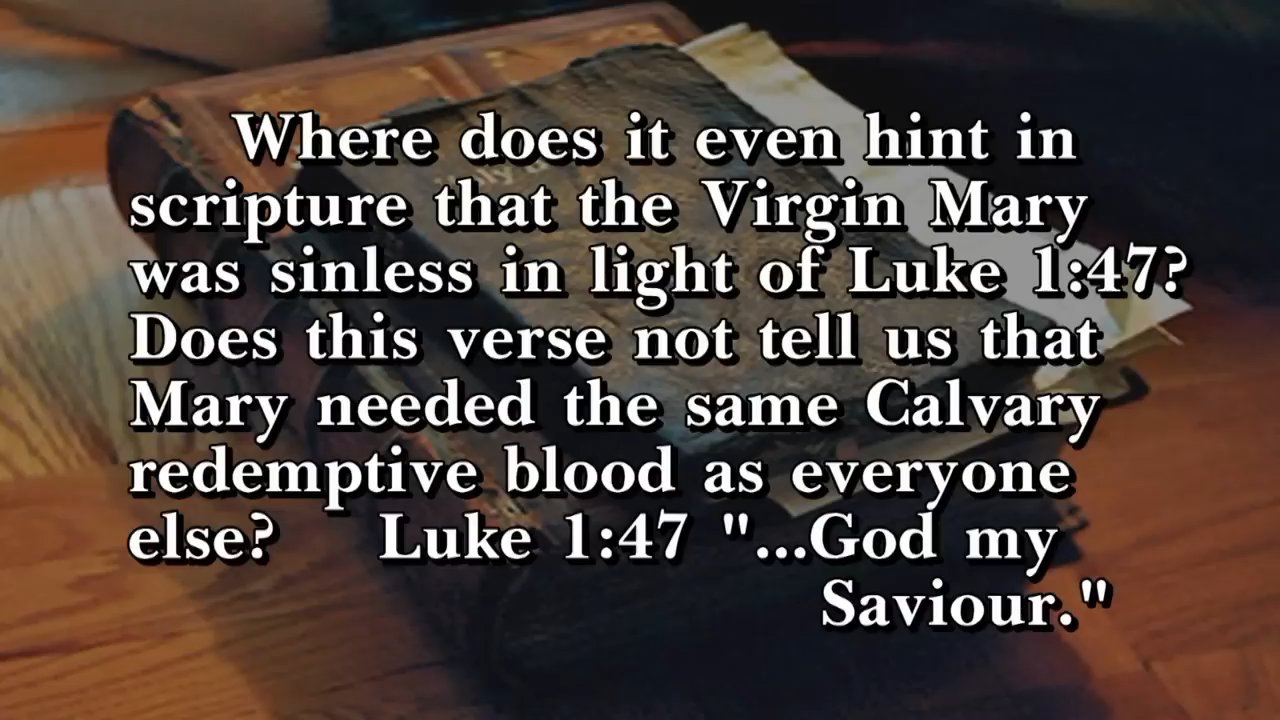 Where does it even hint in
scripture that the Virgin Mary
was sinless in light of Luke 1:47?
Does this verse not tell us that
Mary needed the same Calvary
redemptive blood as everyone
else? Luke 1:47 "...God my
Saviour."